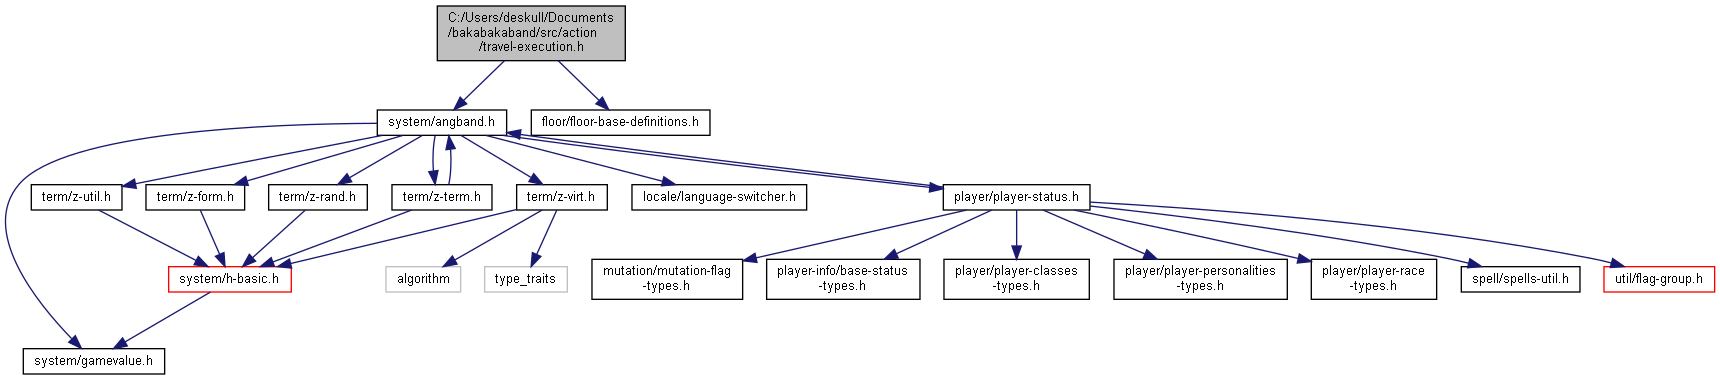 C:/Users/deskull/Documents
/bakabakaband/src/action
/travel-execution.h
system/angband.h
floor/floor-base-definitions.h
term/z-util.h
term/z-form.h
term/z-rand.h
term/z-term.h
term/z-virt.h
locale/language-switcher.h
player/player-status.h
system/h-basic.h
algorithm
type_traits
mutation/mutation-flag
-types.h
player-info/base-status
-types.h
player/player-classes
-types.h
player/player-personalities
-types.h
player/player-race
-types.h
spell/spells-util.h
util/flag-group.h
system/gamevalue.h